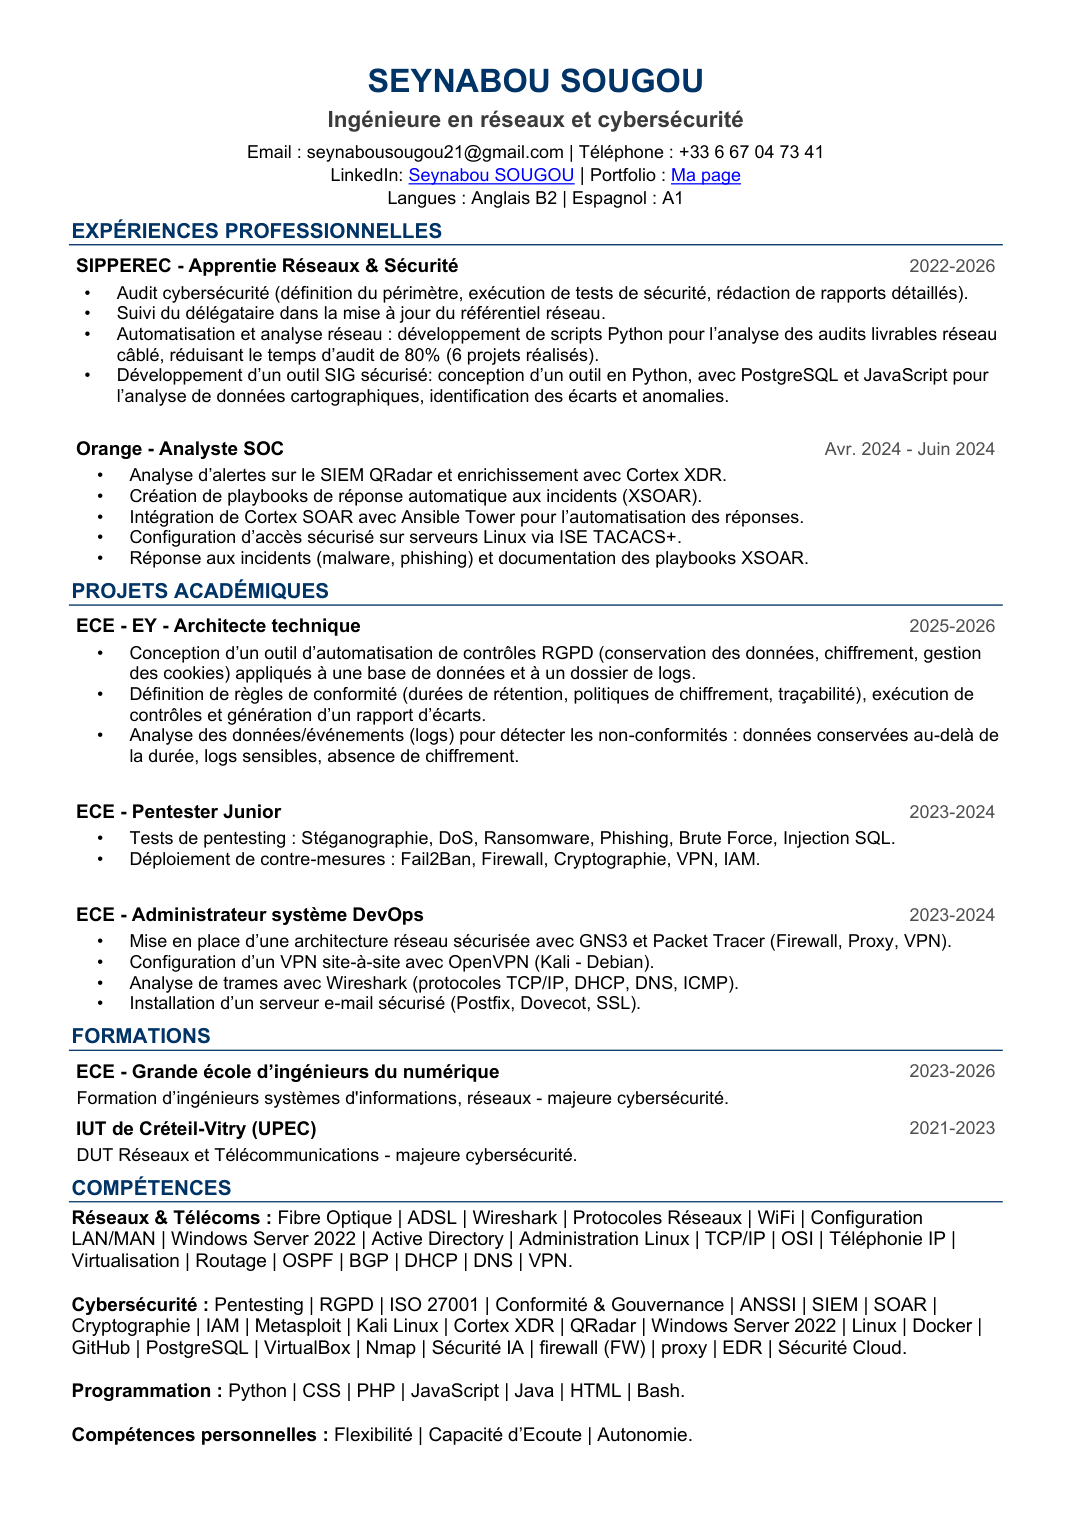 SEYNABOU SOUGOU
Ingénieure en réseaux et cybersécurité
Email : seynabousougou21@gmail.com | Téléphone : +33 6 67 04 73 41
LinkedIn: Seynabou SOUGOU | Portfolio : Ma page
Langues : Anglais B2 | Espagnol : A1
EXPÉRIENCES PROFESSIONNELLES
SIPPEREC - Apprentie Réseaux & Sécurité 2022-2026
• Audit cybersécurité (définition du périmètre, exécution de tests de sécurité, rédaction de rapports détaillés).
• Suivi du délégataire dans la mise à jour du référentiel réseau.
• Automatisation et analyse réseau : développement de scripts Python pour l’analyse des audits livrables réseau
câblé, réduisant le temps d’audit de 80% (6 projets réalisés).
• Développement d’un outil SIG sécurisé: conception d’un outil en Python, avec PostgreSQL et JavaScript pour
l’analyse de données cartographiques, identification des écarts et anomalies.
Orange - Analyste SOC Avr. 2024 - Juin 2024
• Analyse d’alertes sur le SIEM QRadar et enrichissement avec Cortex XDR.
• Création de playbooks de réponse automatique aux incidents (XSOAR).
• Intégration de Cortex SOAR avec Ansible Tower pour l’automatisation des réponses.
• Configuration d’accès sécurisé sur serveurs Linux via ISE TACACS+.
• Réponse aux incidents (malware, phishing) et documentation des playbooks XSOAR.
PROJETS ACADÉMIQUES
ECE - EY - Architecte technique 2025-2026
• Conception d’un outil d’automatisation de contrôles RGPD (conservation des données, chiffrement, gestion
des cookies) appliqués à une base de données et à un dossier de logs.
• Définition de règles de conformité (durées de rétention, politiques de chiffrement, traçabilité), exécution de
contrôles et génération d’un rapport d’écarts.
• Analyse des données/événements (logs) pour détecter les non-conformités : données conservées au-delà de
la durée, logs sensibles, absence de chiffrement.
ECE - Pentester Junior 2023-2024
• Tests de pentesting : Stéganographie, DoS, Ransomware, Phishing, Brute Force, Injection SQL.
• Déploiement de contre-mesures : Fail2Ban, Firewall, Cryptographie, VPN, IAM.
ECE - Administrateur système DevOps 2023-2024
• Mise en place d’une architecture réseau sécurisée avec GNS3 et Packet Tracer (Firewall, Proxy, VPN).
• Configuration d’un VPN site-à-site avec OpenVPN (Kali - Debian).
• Analyse de trames avec Wireshark (protocoles TCP/IP, DHCP, DNS, ICMP).
• Installation d’un serveur e-mail sécurisé (Postfix, Dovecot, SSL).
FORMATIONS
ECE - Grande école d’ingénieurs du numérique 2023-2026
Formation d’ingénieurs systèmes d'informations, réseaux - majeure cybersécurité.
IUT de Créteil-Vitry (UPEC) 2021-2023
DUT Réseaux et Télécommunications - majeure cybersécurité.
COMPÉTENCES
Réseaux & Télécoms : Fibre Optique | ADSL | Wireshark | Protocoles Réseaux | WiFi | Configuration
LAN/MAN | Windows Server 2022 | Active Directory | Administration Linux | TCP/IP | OSI | Téléphonie IP |
Virtualisation | Routage | OSPF | BGP | DHCP | DNS | VPN.
Cybersécurité : Pentesting | RGPD | ISO 27001 | Conformité & Gouvernance | ANSSI | SIEM | SOAR |
Cryptographie | IAM | Metasploit | Kali Linux | Cortex XDR | QRadar | Windows Server 2022 | Linux | Docker |
GitHub | PostgreSQL | VirtualBox | Nmap | Sécurité IA | firewall (FW) | proxy | EDR | Sécurité Cloud.
Programmation : Python | CSS | PHP | JavaScript | Java | HTML | Bash.
Compétences personnelles : Flexibilité | Capacité d’Ecoute | Autonomie.